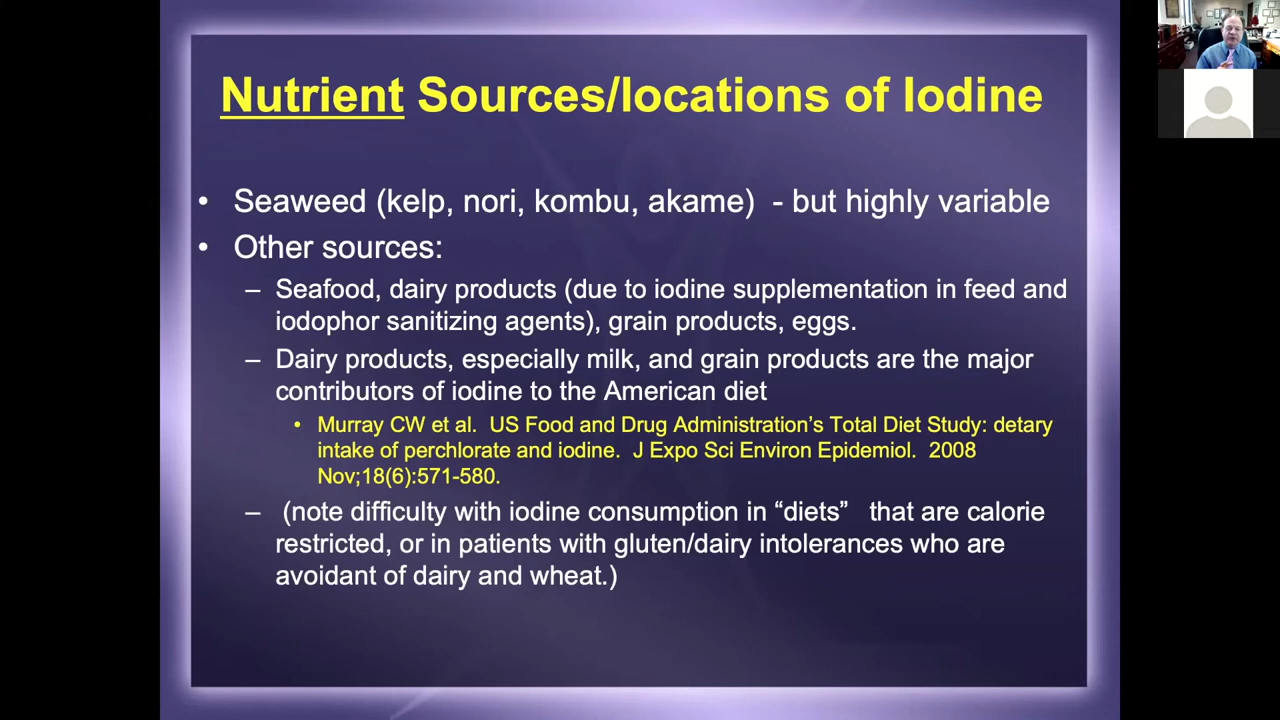 Nutrient Sources/locations of Iodine
• Seaweed (kelp, nori, kombu, akame)  - but highly variable
• Other sources:
– Seafood, dairy products (due to iodine supplementation in feed and
iodophor sanitizing agents), grain products, eggs.
– Dairy products, especially milk, and grain products are the major
contributors of iodine to the American diet
• Murray CW et al.  US Food and Drug Administration’s Total Diet Study: detary
intake of perchlorate and iodine.  J Expo Sci Environ Epidemiol.  2008
Nov;18(6):571-580.
– (note difficulty with iodine consumption in “diets”   that are calorie
restricted, or in patients with gluten/dairy intolerances who are
avoidant of dairy and wheat.)